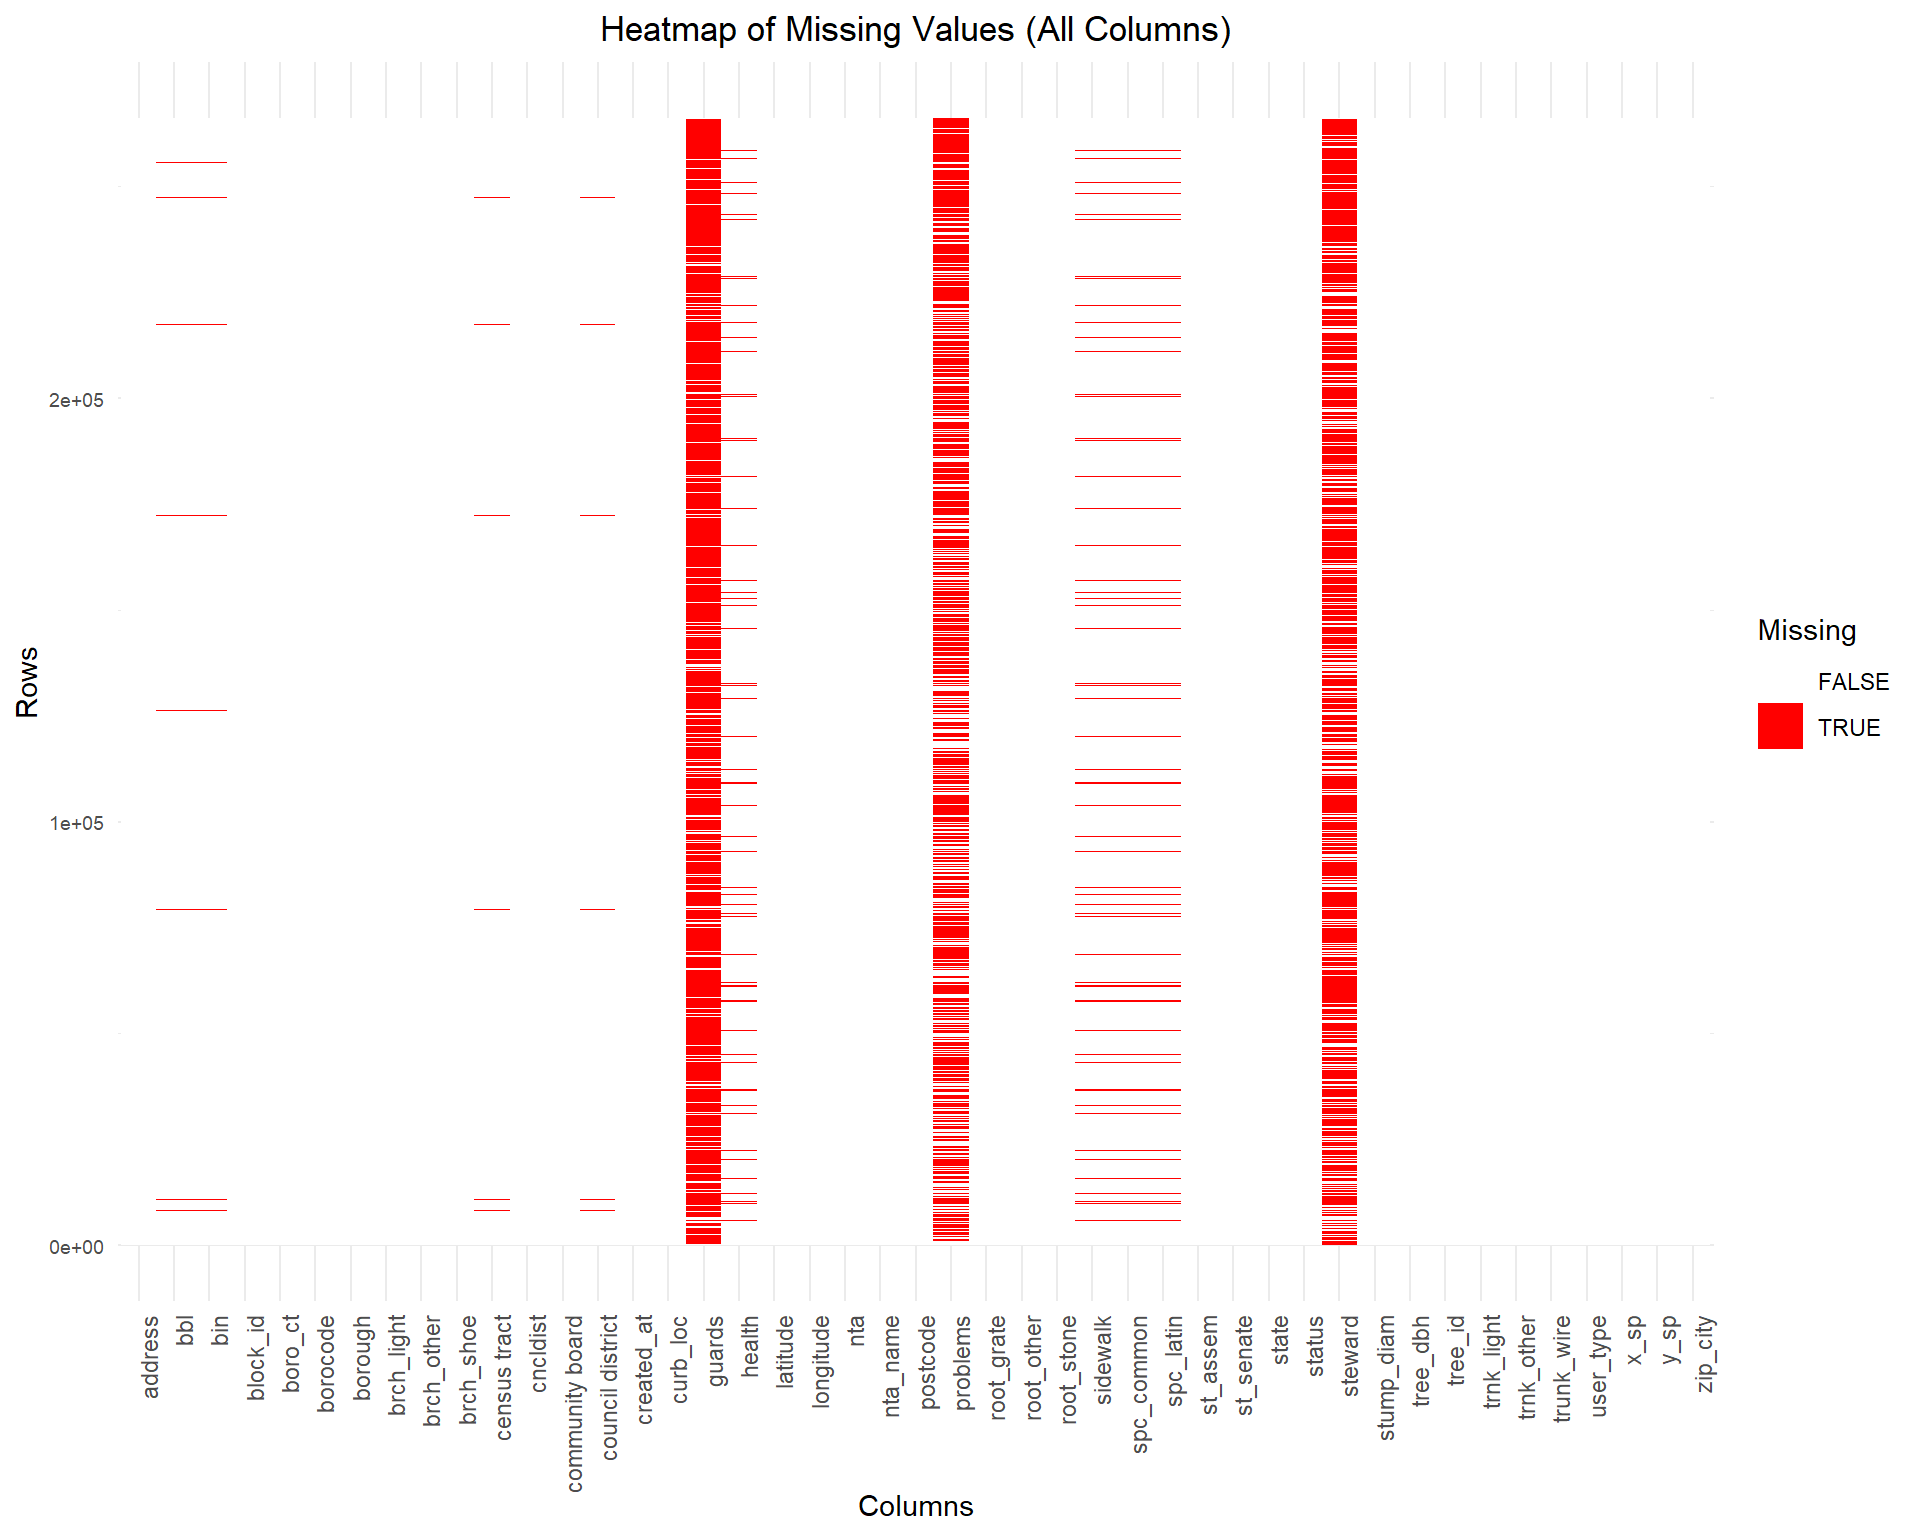 Heatmap of Missing Values (All Columns)
Rows
2e+05
1e+05
0e+00
Missing
FALSE
TRUE
address
bbl
bin
block_id
boro_ct
borocode
borough
brch_light
brch_other
brch_shoe
census tract
cncldist
community board
council district
created_at
curb_loc
guards
health
latitude
longitude
nta
nta_name
postcode
problems
root_grate
root_other
root_stone
sidewalk
spc_common
spc_latin
st_assem
st_senate
state
status
steward
stump_diam
tree_dbh
tree_id
trnk_light
trnk_other
trunk_wire
user_type
x_sp
y_sp
zip_city
Columns